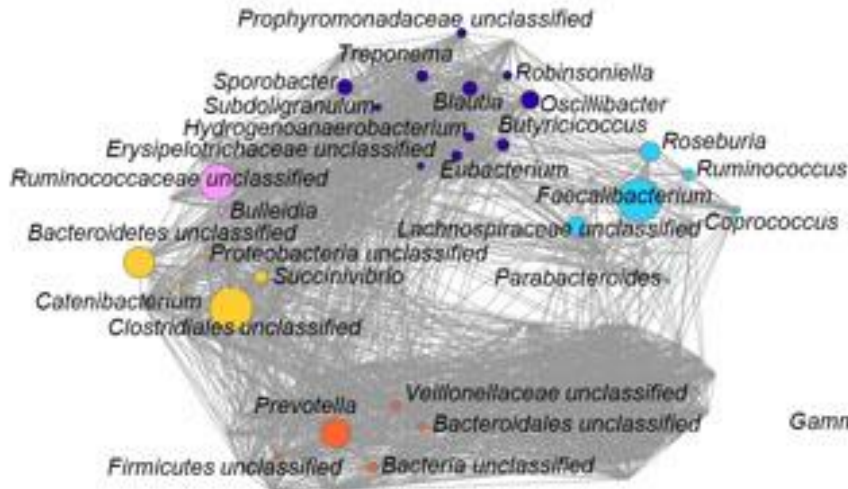 Prophyromonadaceae unclassified
Treponema
Sporobacter
Robinsoniella
Subdoligranulum
Blautia
Oscillibacter
Hydrogenoanaerobacterium
Butyricicoccus
Erysipelotrichaceae unclassified
Eubacterium
Roseburia
Ruminococcaceae unclassified
Ruminococcus
Faecalibacterium
Bulleidia
Coprococcus
Lachnospiraceae unclassified
Bacteroidetes unclassified
Proteobacteria unclassified
Succinivibrio
Parabacteroides
Catenibacterium
Clostridiales unclassified
Veillonellaceae unclassified
Prevotella
Bacteroidales unclassified
Gamm
Firmicutes unclassified
Bacteria unclassified